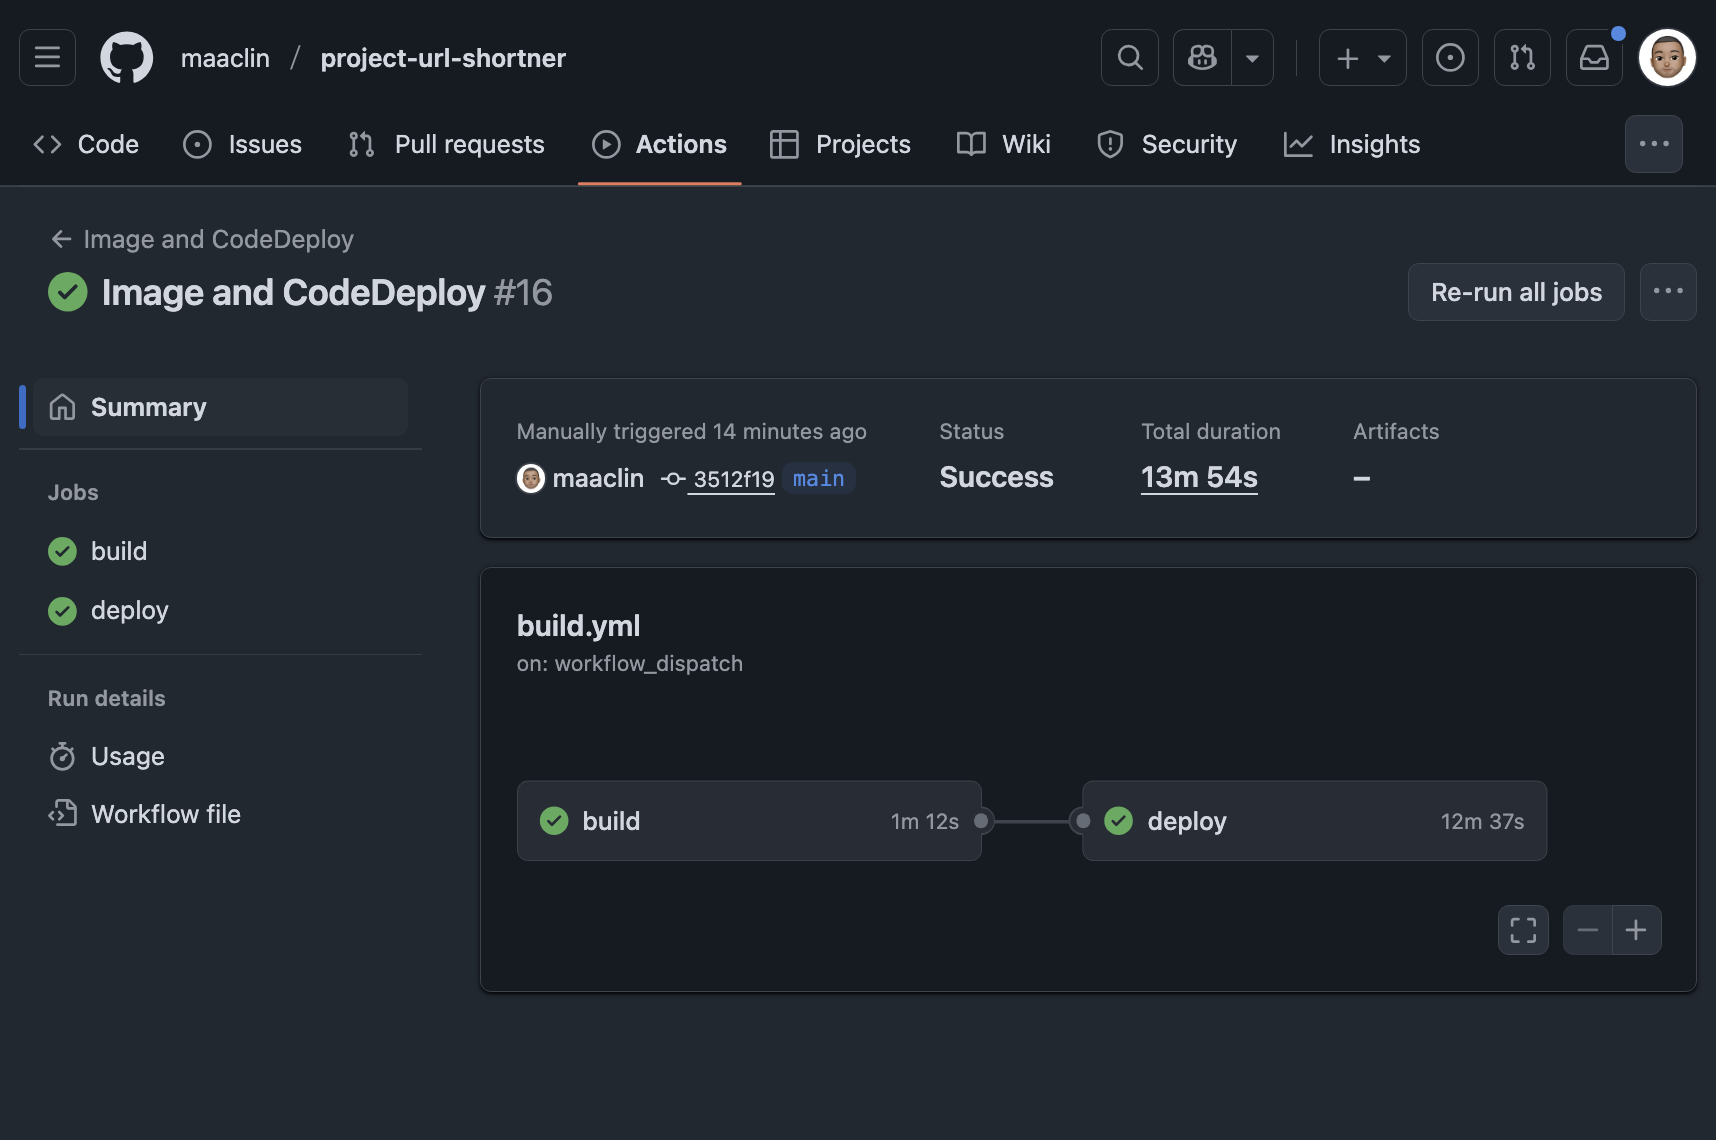 maaclin / project-url-shortner
Code Issues Pull requests Actions Projects Wiki Security Insights
Image and CodeDeploy
Image and CodeDeploy #16
Re-run all jobs
Summary
Jobs
build
deploy
Run details
Usage
Workflow file
Manually triggered 14 minutes ago
maaclin 3512f19 main
Status
Success
Total duration
13m 54s
Artifacts
–
build.yml
on: workflow_dispatch
build 1m 12s
deploy 12m 37s